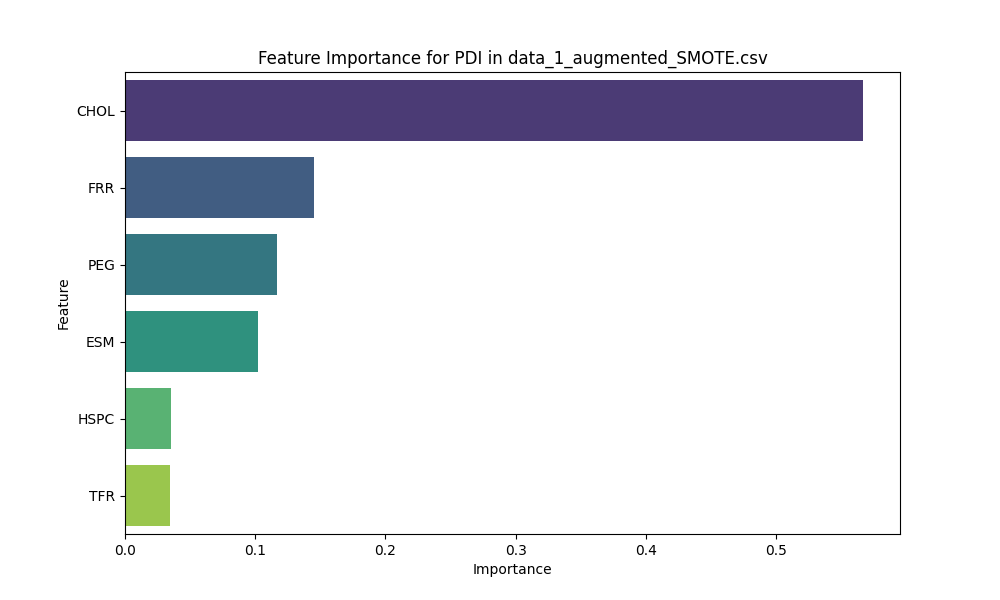 Feature Importance for PDI in data_1_augmented_SMOTE.csv
CHOL
FRR
PEG
ESM
HSPC
TFR
Feature
0.0 0.1 0.2 0.3 0.4 0.5
Importance